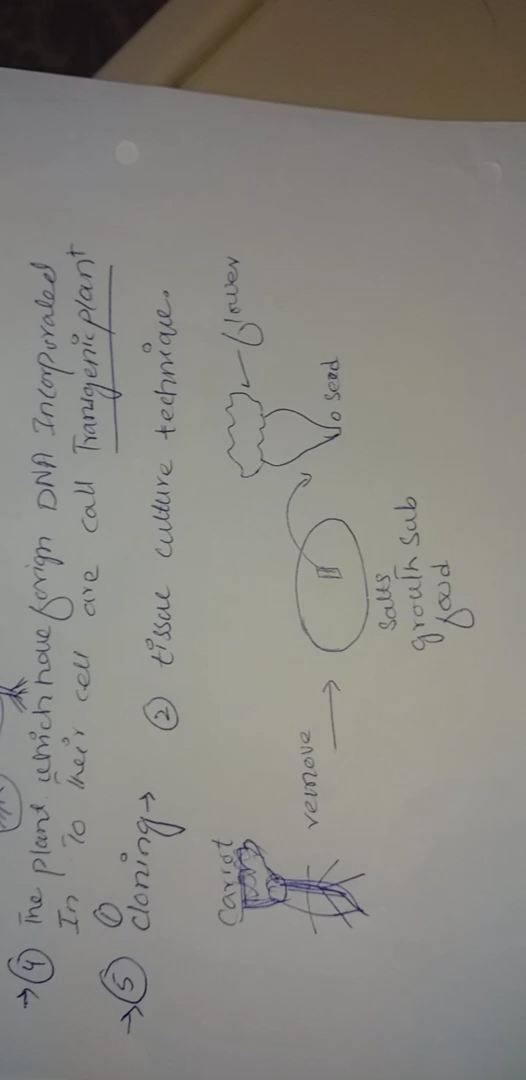 → ④ The plant which have forign DNA Incorporated
In To their cell are call Transgenic plant
→ ⑤ ① Cloning → ② tissue culture technique.
Carrot
remove →
flower
seed
Salts
grouth sub
food